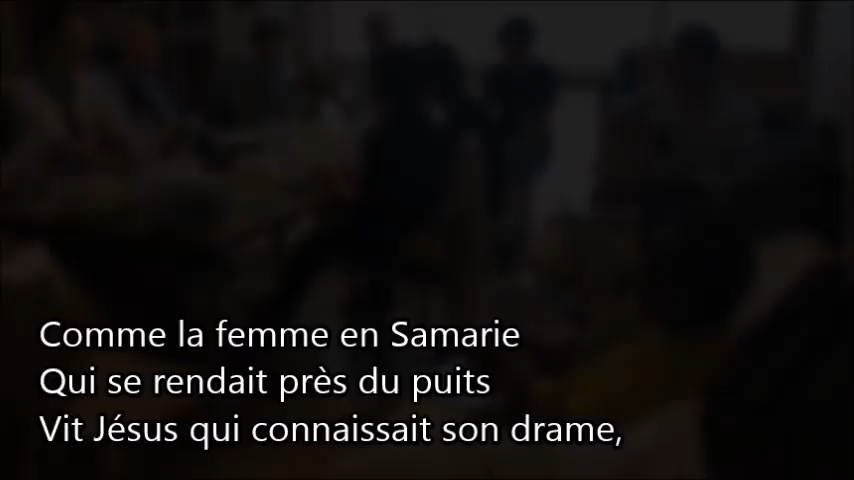 Comme la femme en Samarie
Qui se rendait près du puits
Vit Jésus qui connaissait son drame,